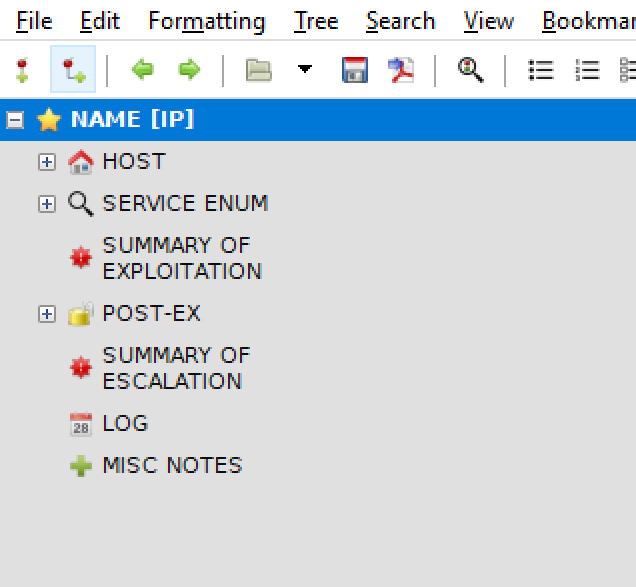 File Edit Formatting Tree Search View Bookmar
NAME [IP]
HOST
SERVICE ENUM
SUMMARY OF
EXPLOITATION
POST-EX
SUMMARY OF
ESCALATION
28 LOG
MISC NOTES